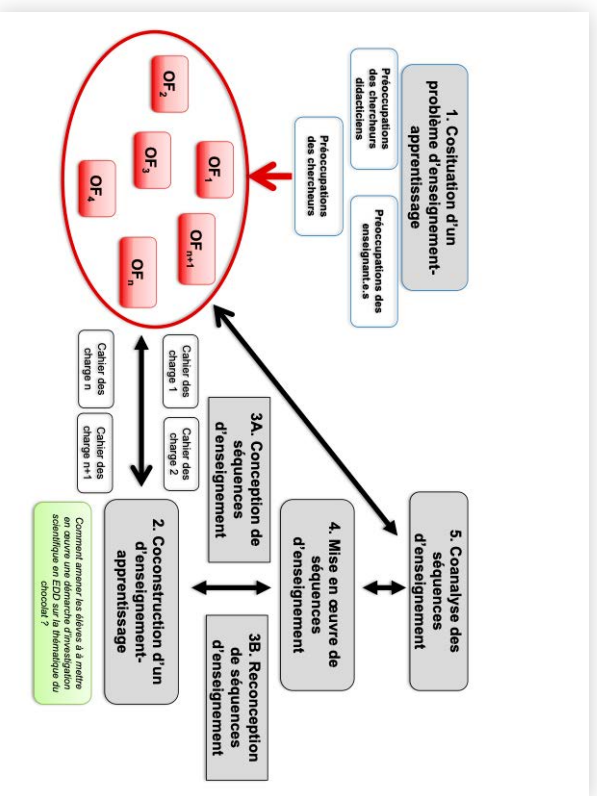 1. Cosituation d'un
problème d'enseignement-
apprentissage
Préoccupations
des chercheurs
didacticiens
Préoccupations des
enseignant.e.s
Préoccupations
des chercheurs
OF2
OF1
OF3
OFn+1
OF4
OFn
Cahier des
charge 1
Cahier des
charge 2
Cahier des
charge n
Cahier des
charge n+1
2. Coconstruction d'un
d'enseignement-
apprentissage
Comment amener les élèves à à mettre
en œuvre une démarche d'investigation
scientifique en EDD sur la thématique du
chocolat ?
3A. Conception de
séquences
d'enseignement
3B. Reconception
de séquences
d'enseignement
4. Mise en œuvre de
séquences
d'enseignement
5. Coanalyse des
séquences
d'enseignement